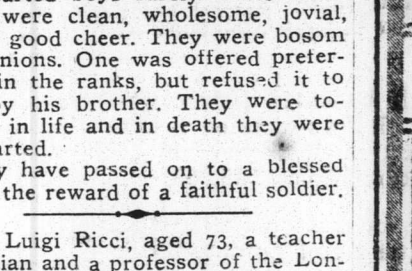 were clean, wholesome, jovial,
good cheer. They were bosom
nions. One was offered prefer-
in the ranks, but refused it to
by his brother. They were to-
in life and in death they were
arted.
y have passed on to a blessed
the reward of a faithful soldier.
Luigi Ricci, aged 73, a teacher
ian and a professor of the Lon-